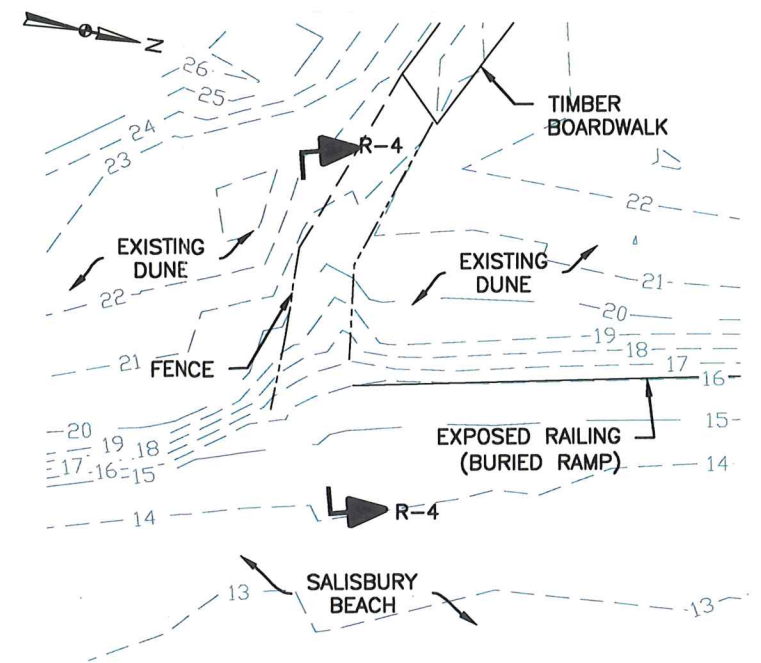 N
26
25
24
23
TIMBER
BOARDWALK
R-4
22
EXISTING
DUNE
EXISTING
DUNE
22
21
20
19
18
17
16
21
FENCE
20
19
18
17
16
15
15
EXPOSED RAILING
(BURIED RAMP)
14
14
R-4
13
SALISBURY
BEACH
13